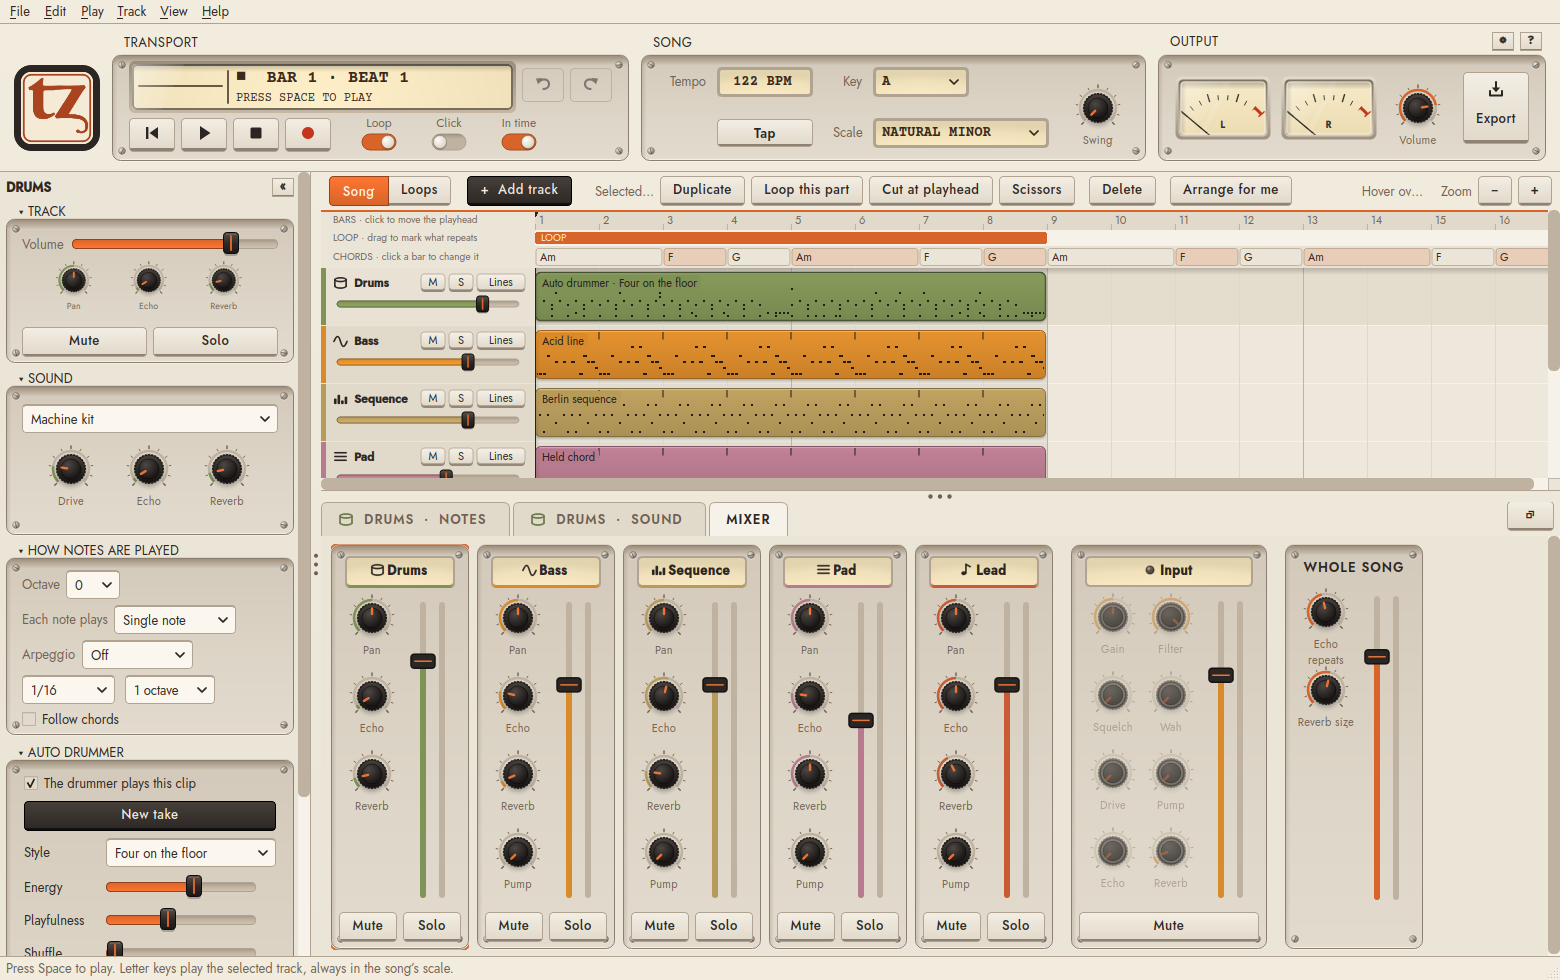 File Edit Play Track View Help
TRANSPORT
SONG
OUTPUT
?
tz
BAR 1 · BEAT 1
PRESS SPACE TO PLAY
Loop Click In time
Tempo 122 BPM Key A
Tap Scale NATURAL MINOR
Swing
L R
Volume
Export
DRUMS «
TRACK
Volume
Pan Echo Reverb
Mute Solo
SOUND
Machine kit
Drive Echo Reverb
HOW NOTES ARE PLAYED
Octave 0
Each note plays Single note
Arpeggio Off
1/16 1 octave
Follow chords
AUTO DRUMMER
The drummer plays this clip
New take
Style Four on the floor
Energy
Playfulness
Shuffle
Song Loops + Add track Selected... Duplicate Loop this part Cut at playhead Scissors Delete Arrange for me Hover ov... Zoom − +
BARS · click to move the playhead 1 2 3 4 5 6 7 8 9 10 11 12 13 14 15 16
LOOP · drag to mark what repeats LOOP
CHORDS · click a bar to change it Am F G Am F G Am F G Am F G
Drums M S Lines Auto drummer · Four on the floor
Bass M S Lines Acid line
Sequence M S Lines Berlin sequence
Pad M S Lines Held chord
DRUMS · NOTES DRUMS · SOUND MIXER
Drums
Pan
Echo
Reverb
Mute Solo
Bass
Pan
Echo
Reverb
Pump
Mute Solo
Sequence
Pan
Echo
Reverb
Pump
Mute Solo
Pad
Pan
Echo
Reverb
Pump
Mute Solo
Lead
Pan
Echo
Reverb
Pump
Mute Solo
Input
Gain Filter
Squelch Wah
Drive Pump
Echo Reverb
Mute
WHOLE SONG
Echo
repeats
Reverb size
Press Space to play. Letter keys play the selected track, always in the song's scale.